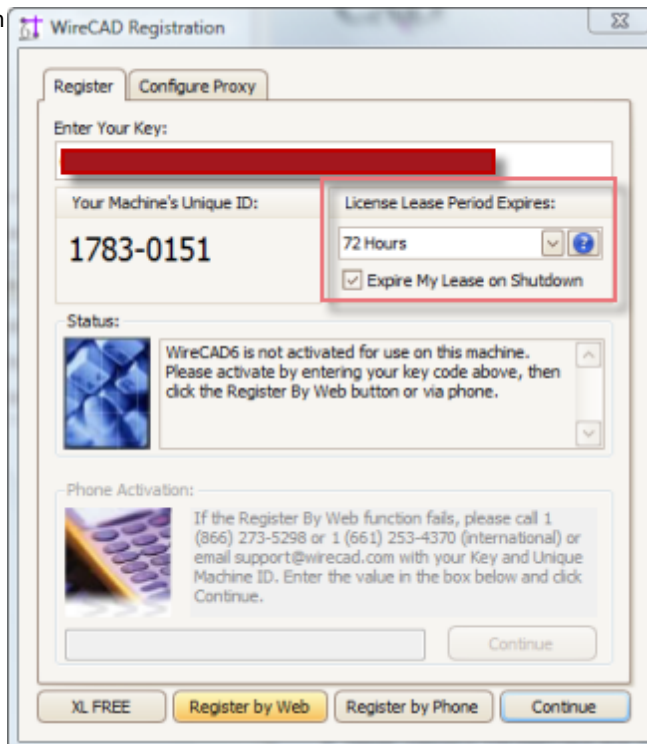 WireCAD Registration
Register
Configure Proxy
Enter Your Key:
Your Machine's Unique ID:
1783-0151
License Lease Period Expires:
72 Hours
?
Expire My Lease on Shutdown
Status:
WireCAD6 is not activated for use on this machine.
Please activate by entering your key code above, then
click the Register By Web button or via phone.
Phone Activation:
If the Register By Web function fails, please call 1
(866) 273-5298 or 1 (661) 253-4370 (international) or
email support@wirecad.com with your Key and Unique
Machine ID. Enter the value in the box below and click
Continue.
Continue
XL FREE
Register by Web
Register by Phone
Continue